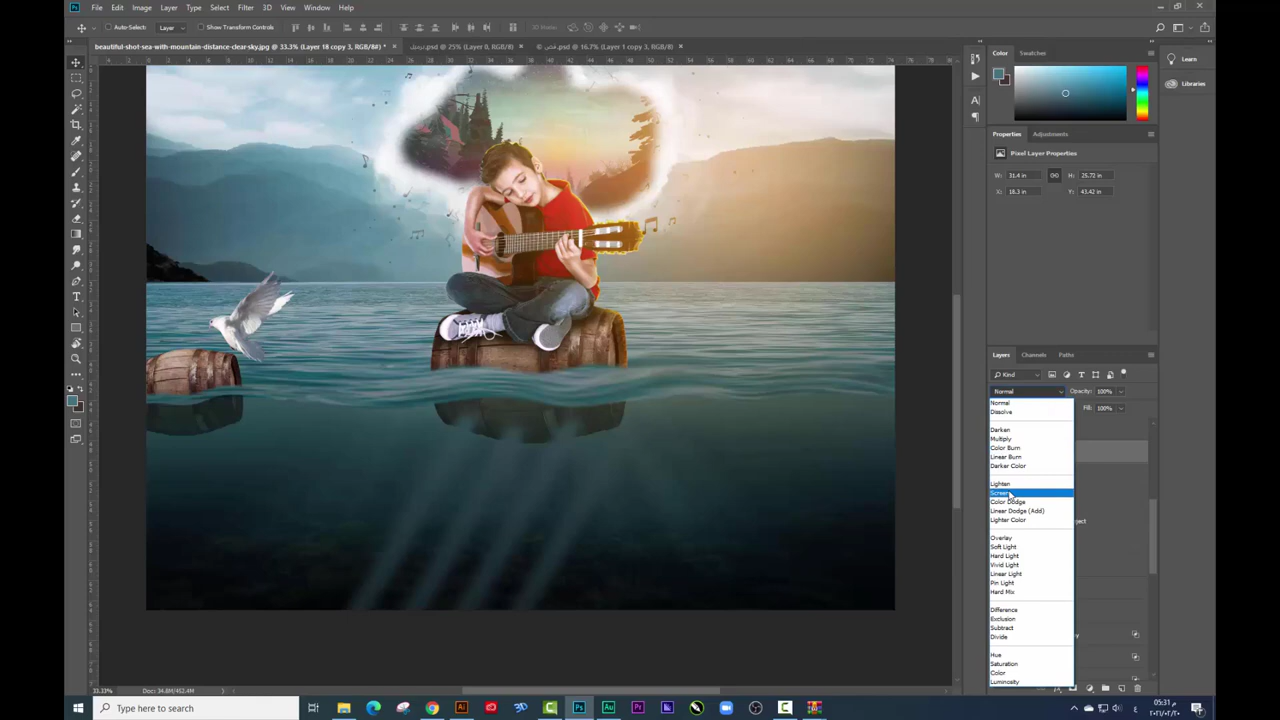 File Edit Image Layer Type Select Filter 3D View Window Help
Auto-Select: Layer Show Transform Controls
beautiful-shot-sea-with-mountain-distance-clear-sky.jpg @ 33.3% (Layer 18 copy 3, RGB/8#) *
برميل.psd @ 25% (Layer 0, RGB/8)
.psd @ 16.7% (Layer 1 copy 3, RGB/8)
Color Swatches
Learn
Libraries
Properties Adjustments
Pixel Layer Properties
W: 31.4 in H: 25.72 in
X: 18.3 in Y: 43.42 in
Layers Channels Paths
Kind
Normal Opacity: 100%
Fill: 100%
Normal
Dissolve
Darken
Multiply
Color Burn
Linear Burn
Darker Color
Lighten
Screen
Color Dodge
Linear Dodge (Add)
Lighter Color
Overlay
Soft Light
Hard Light
Vivid Light
Linear Light
Pin Light
Hard Mix
Difference
Exclusion
Subtract
Divide
Hue
Saturation
Color
Luminosity
33.33% Doc: 34.8M/452.4M
Type here to search
05:31 م